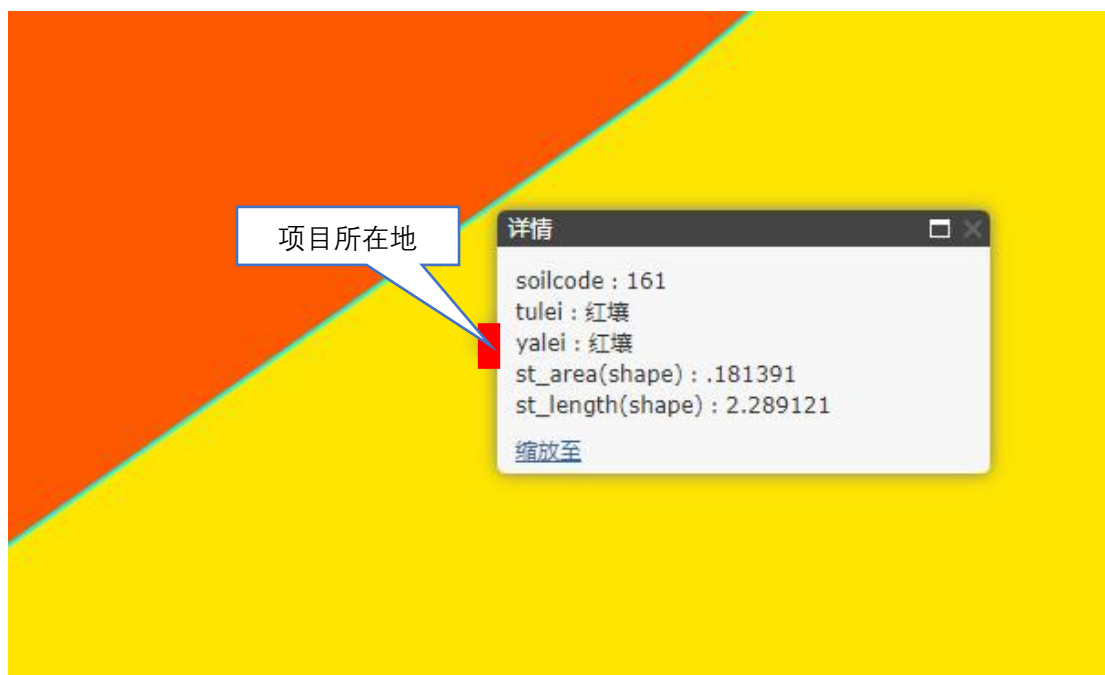 项目所在地
详情
soilcode : 161
tulei : 红壤
yalei : 红壤
st_area(shape) : .181391
st_length(shape) : 2.289121
缩放至